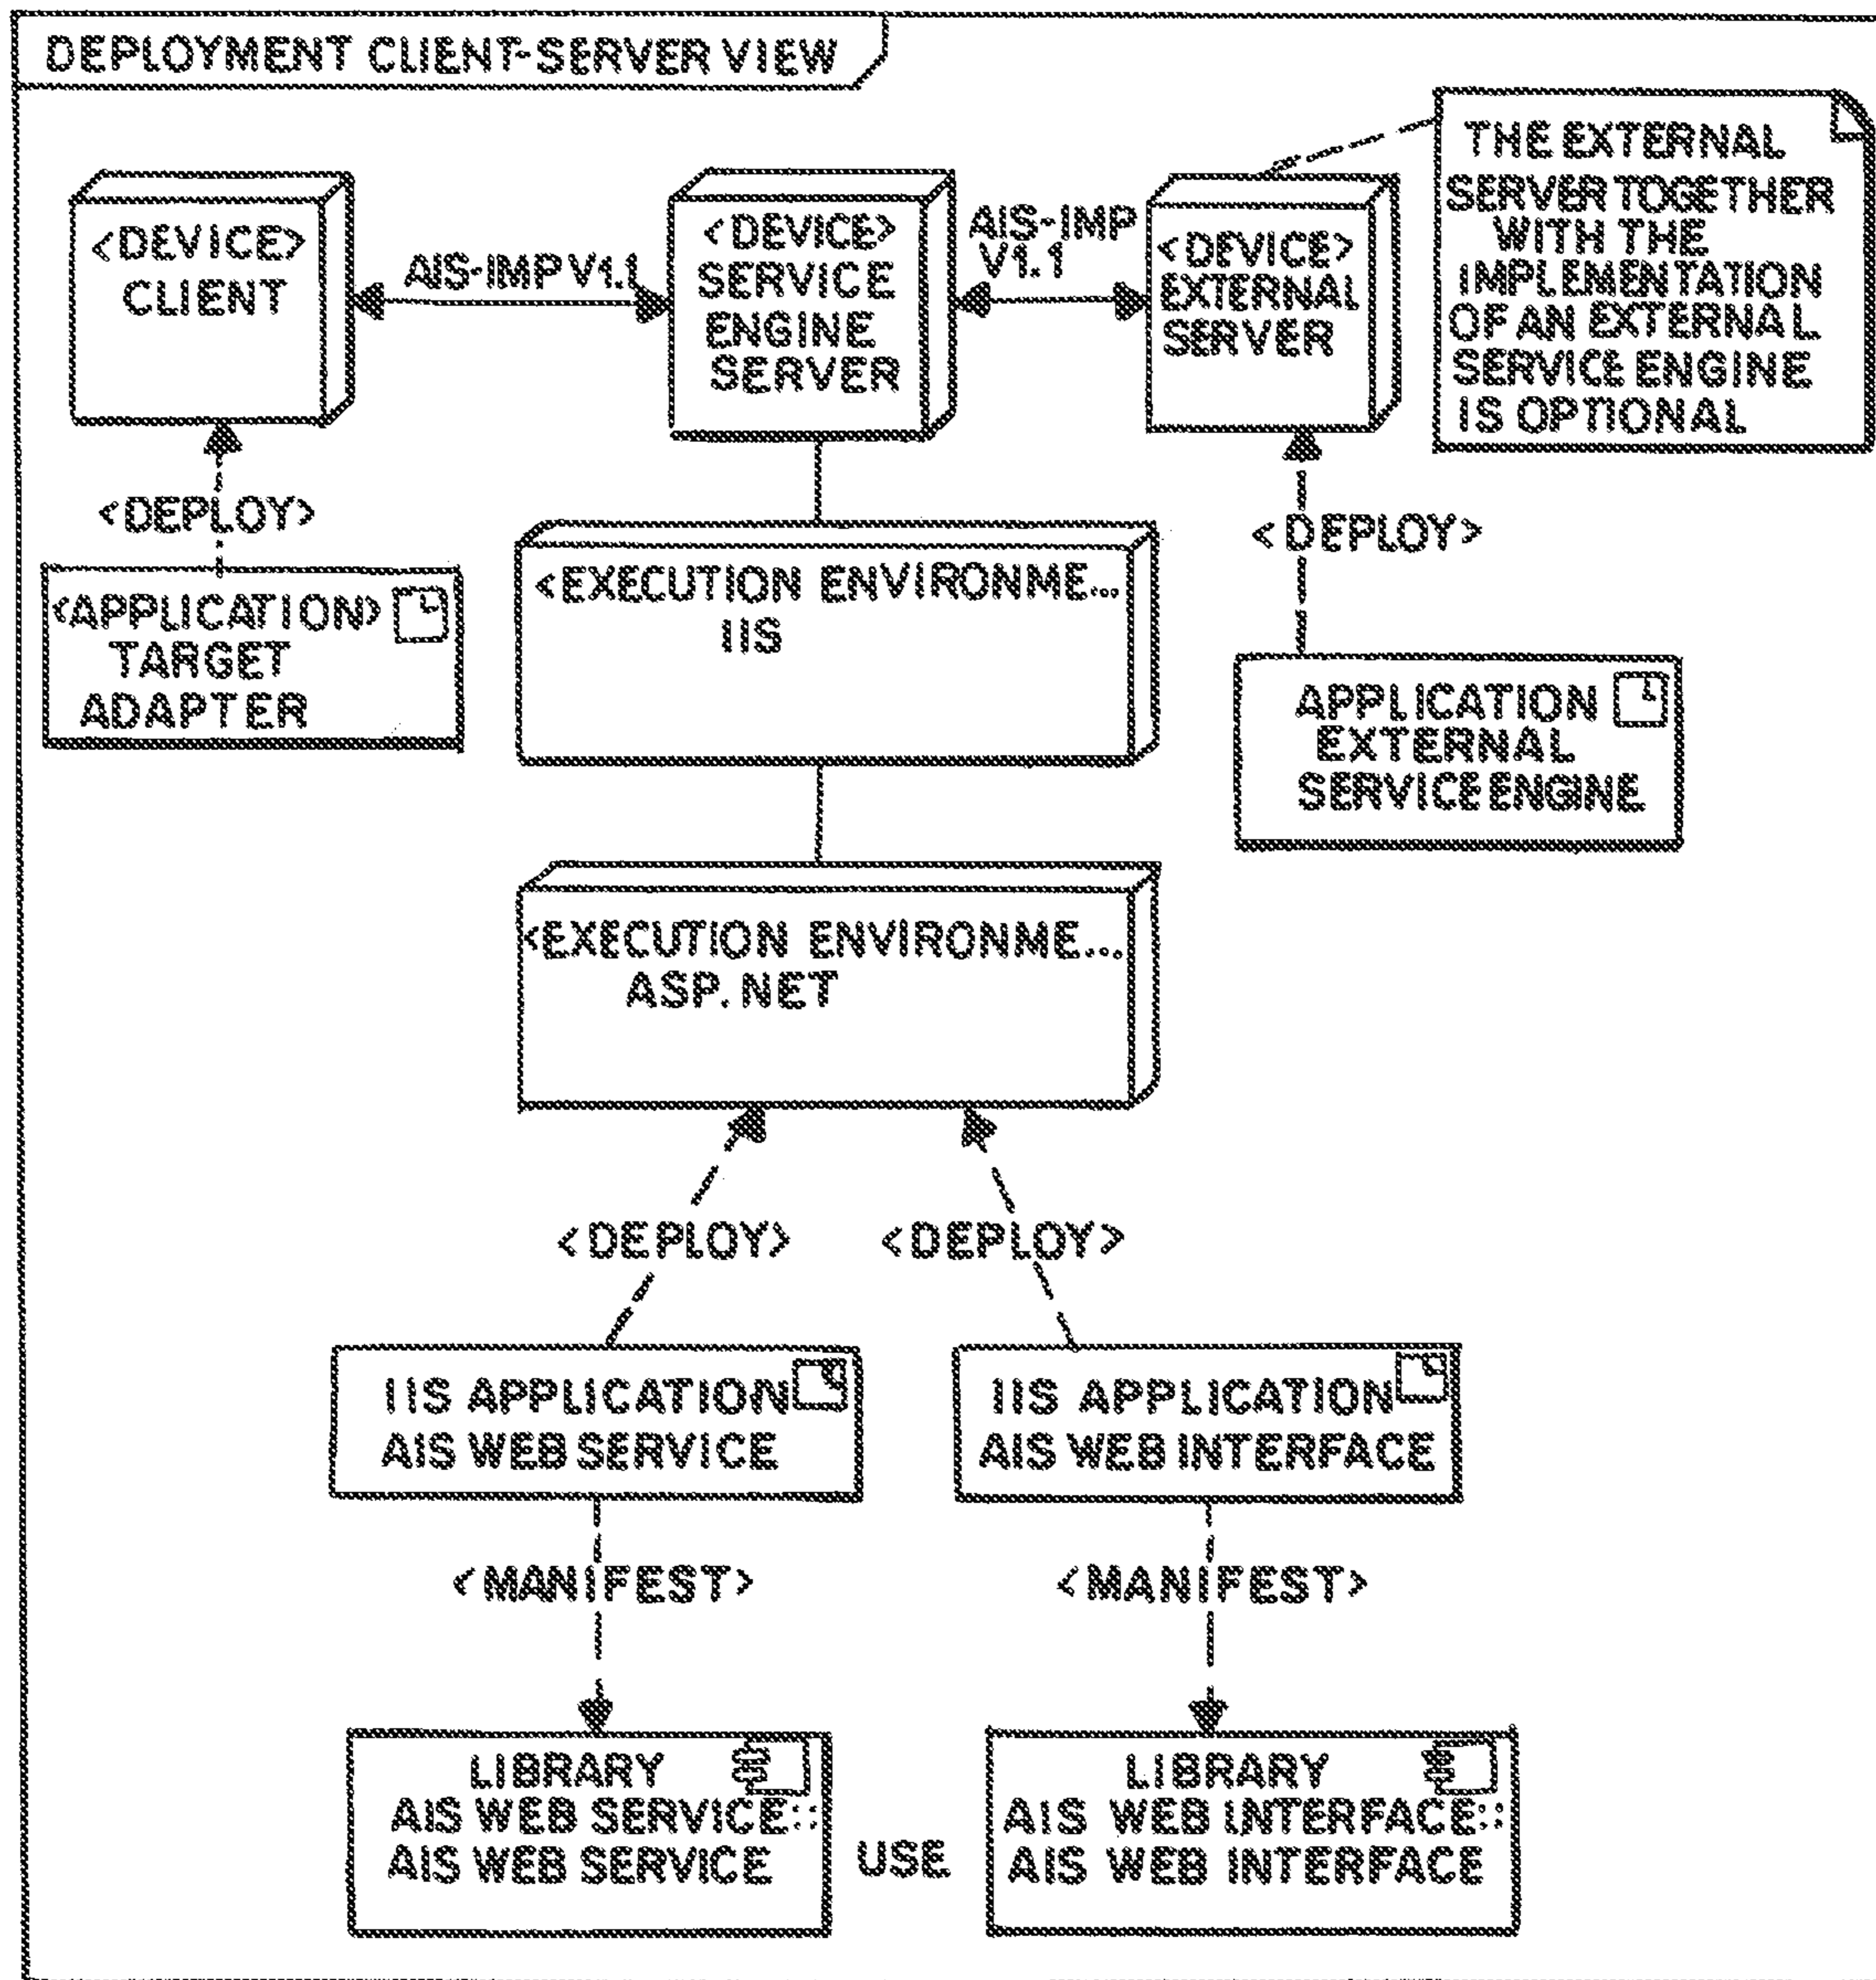 DEPLOYMENT CLIENT-SERVER VIEW
<DEVICE>
CLIENT
AIS-IMP V1.1
<DEVICE>
SERVICE
ENGINE
SERVER
AIS-IMP
V1.1
<DEVICE>
EXTERNAL
SERVER
THE EXTERNAL
SERVER TOGETHER
WITH THE
IMPLEMENTATION
OF AN EXTERNAL
SERVICE ENGINE
IS OPTIONAL
<DEPLOY>
<APPLICATION>
TARGET
ADAPTER
<EXECUTION ENVIRONME...
IIS
<DEPLOY>
APPLICATION
EXTERNAL
SERVICE ENGINE
<EXECUTION ENVIRONME...
ASP.NET
<DEPLOY>
<DEPLOY>
IIS APPLICATION
AIS WEB SERVICE
IIS APPLICATION
AIS WEB INTERFACE
<MANIFEST>
<MANIFEST>
LIBRARY
AIS WEB SERVICE::
AIS WEB SERVICE
USE
LIBRARY
AIS WEB INTERFACE::
AIS WEB INTERFACE